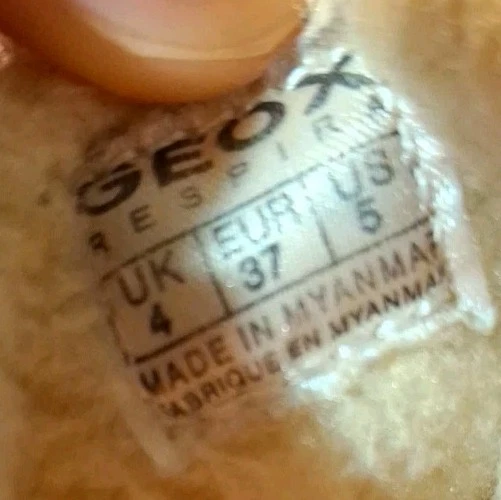 GEOX
RESPIRA
UK EUR US
4 37 5
MADE IN MYANMAR
FABRIQUE EN MYANMAR